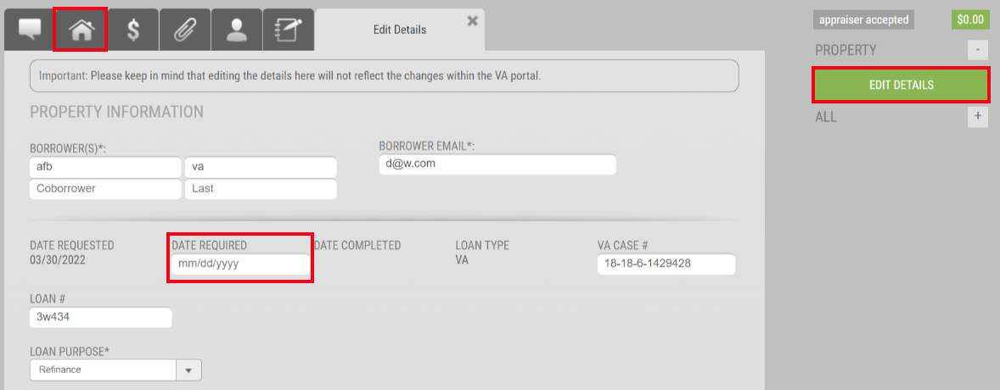 $
Edit Details
appraiser accepted
$0.00
PROPERTY
-
EDIT DETAILS
ALL
+
Important: Please keep in mind that editing the details here will not reflect the changes within the VA portal.
PROPERTY INFORMATION
BORROWER(S)*:
afb
va
Coborrower
Last
BORROWER EMAIL*:
d@w.com
DATE REQUESTED
03/30/2022
DATE REQUIRED
mm/dd/yyyy
DATE COMPLETED
LOAN TYPE
VA
VA CASE #
18-18-6-1429428
LOAN #
3w434
LOAN PURPOSE*
Refinance